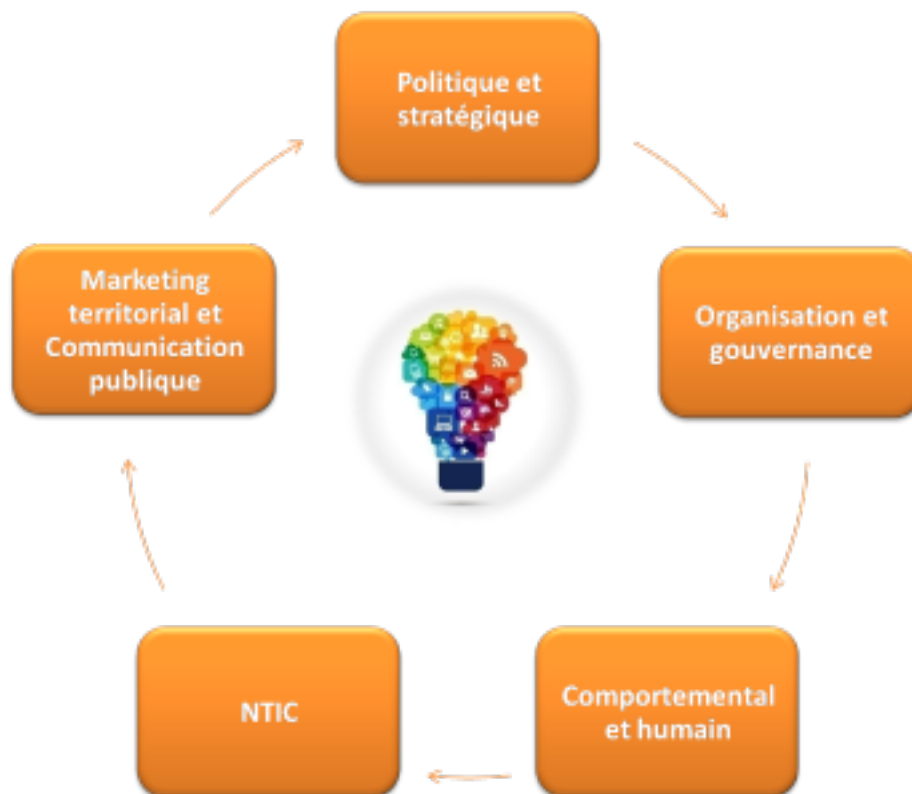 Politique et
stratégique
Organisation et
gouvernance
Comportemental
et humain
NTIC
Marketing
territorial et
Communication
publique